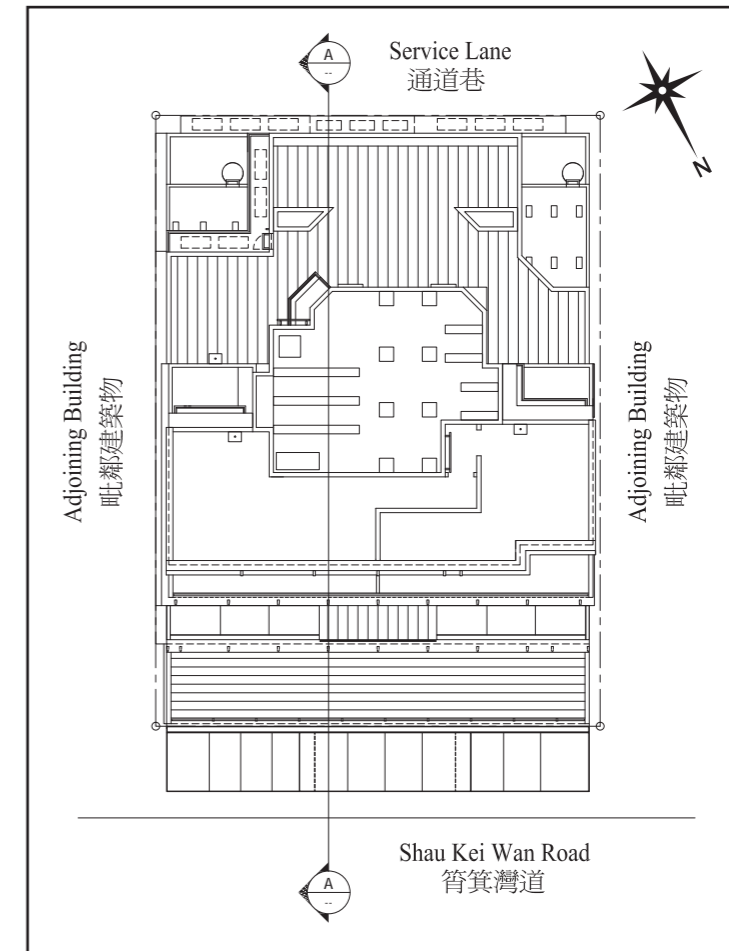 A
--
Service Lane
通道巷
N
Adjoining Building
毗鄰建築物
Adjoining Building
毗鄰建築物
Shau Kei Wan Road
筲箕灣道
A
--